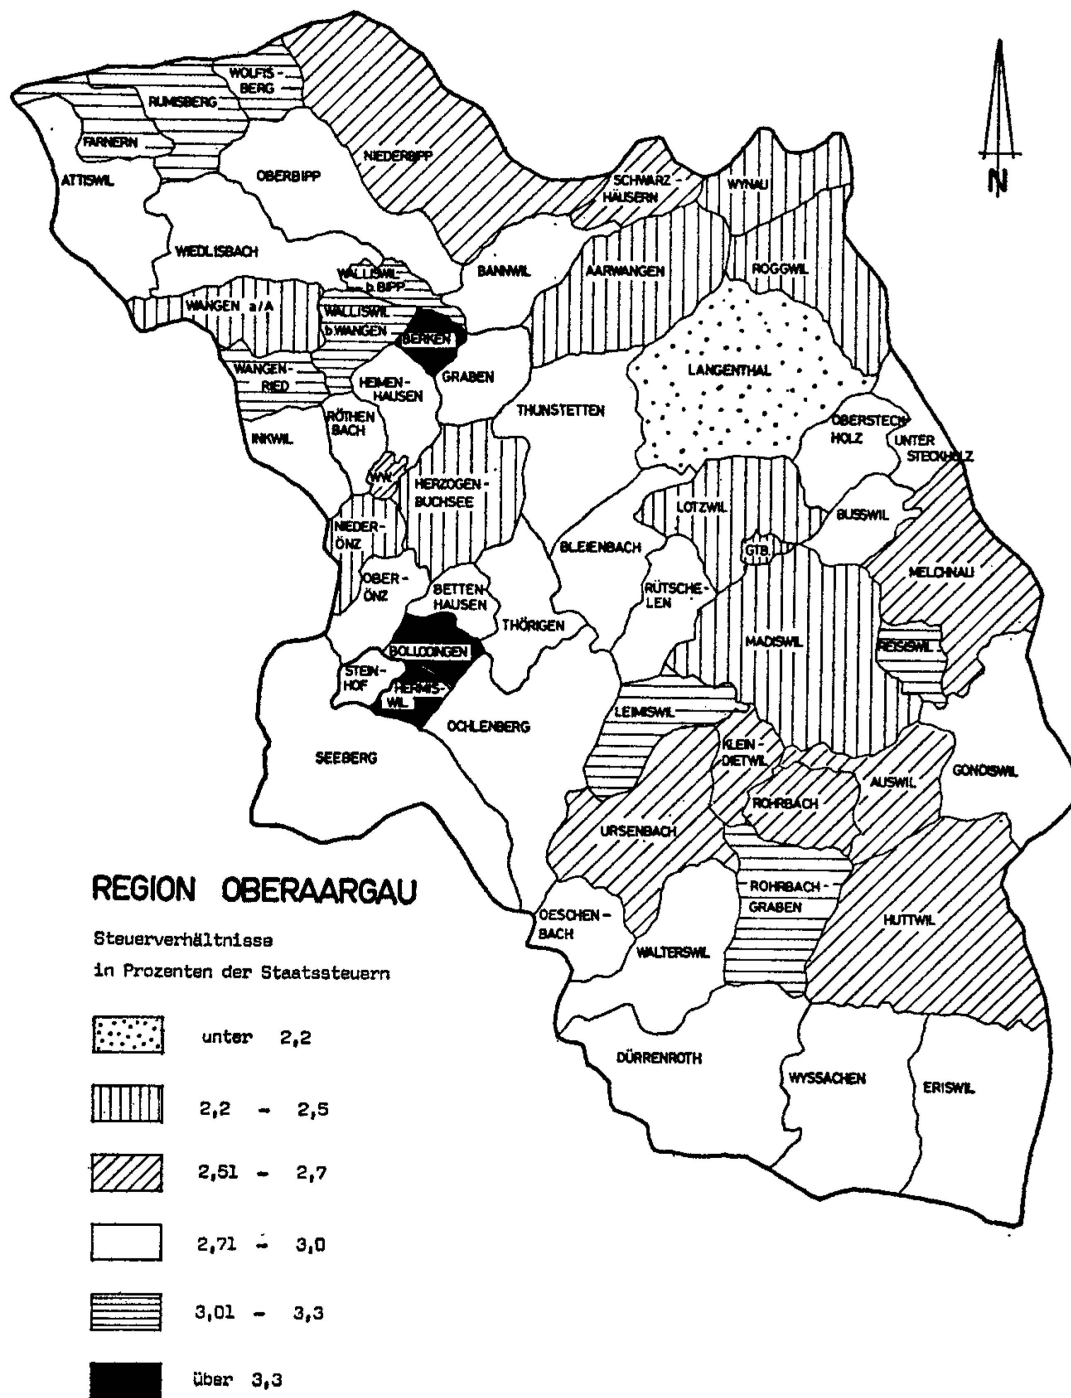 WOLFIS-
BERG
RUMISBERG
FARNERN
ATTISWIL
OBERBIPP
NIEDERBIPP
SCHWARZ-
HÄUSERN
WYNAU
N
WIEDLISBACH
WALLISWIL
b. BIPP
BANNWIL
AARWANGEN
ROGGWIL
WANGEN a/A
WALLISWIL
b. WANGEN
BERKEN
WANGEN-
RIED
HEIMEN-
HAUSEN
GRABEN
LANGENTHAL
THUNSTETTEN
RÖTHEN
BACH
INKWIL
OBERSTECK
HOLZ
UNTER
STECKHOLZ
W.W.
HERZOGEN-
BUCHSEE
LOTZWIL
BUSSWIL
NIEDER-
ÖNZ
BLEIENBACH
GTB.
MELCHNAU
OBER-
ÖNZ
BETTEN
HAUSEN
RÜTSCHE-
LEN
THÖRIGEN
MADISWIL
REISISWIL
BOLLODINGEN
STEIN-
HOF
HERMIS-
WIL
LEIMISWIL
OCHLENBERG
SEEBERG
KLEIN-
DIETWIL
GONDISWIL
AUSWIL
ROHRBACH
URSENBACH
ROHRBACH-
GRABEN
OESCHEN-
BACH
HUTTWIL
WALTERSWIL
DÜRRENROTH
WYSSACHEN
ERISWIL
REGION OBERAARGAU
Steuerverhältnisse
in Prozenten der Staatssteuern
unter 2,2
2,2 - 2,5
2,51 - 2,7
2,71 - 3,0
3,01 - 3,3
über 3,3